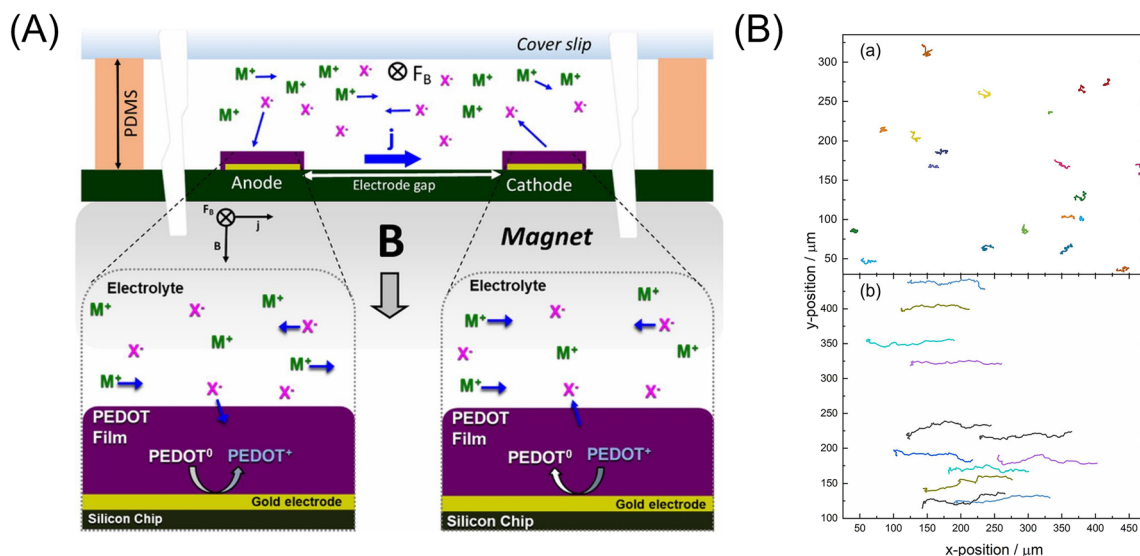 (A)
Cover slip
PDMS
M⁺ M⁺ X⁻ M⁺ X⁻ M⁺ M⁺
⊗ F_B
X⁻ X⁻ M⁺ X⁻ X⁻ X⁻
M⁺ M⁺ X⁻ X⁻ M⁺
j
Anode
Electrode gap
Cathode
F_B
j
B
B
Magnet
Electrolyte
M⁺ X⁻ M⁺
X⁻
X⁻ M⁺
M⁺ X⁻ M⁺ X⁻
PEDOT
Film
PEDOT⁰ PEDOT⁺
Gold electrode
Silicon Chip
Electrolyte
M⁺ X⁻ X⁻
X⁻ M⁺ M⁺
M⁺ X⁻ X⁻
PEDOT
Film
PEDOT⁰ PEDOT⁺
Gold electrode
Silicon Chip
(B)
(a)
300
250
200
150
100
50
(b)
400
350
300
250
200
150
100
y-position / μm
50 100 150 200 250 300 350 400 450
x-position / μm